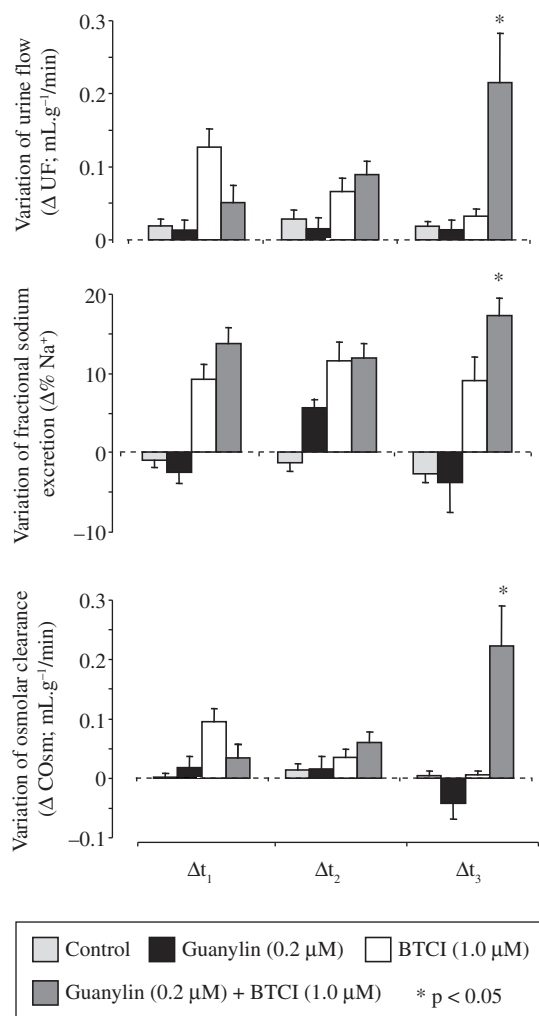 Variation of urine flow
(Δ UF; mL.g⁻¹/min)
0.3
0.2
0.1
0
*
Variation of fractional sodium
excretion (Δ% Na⁺)
20
10
0
−10
*
Variation of osmolar clearance
(Δ COsm; mL.g⁻¹/min)
0.3
0.2
0.1
0
−0.1
*
Δt₁ Δt₂ Δt₃
Control Guanylin (0.2 μM) BTCI (1.0 μM)
Guanylin (0.2 μM) + BTCI (1.0 μM) * p < 0.05